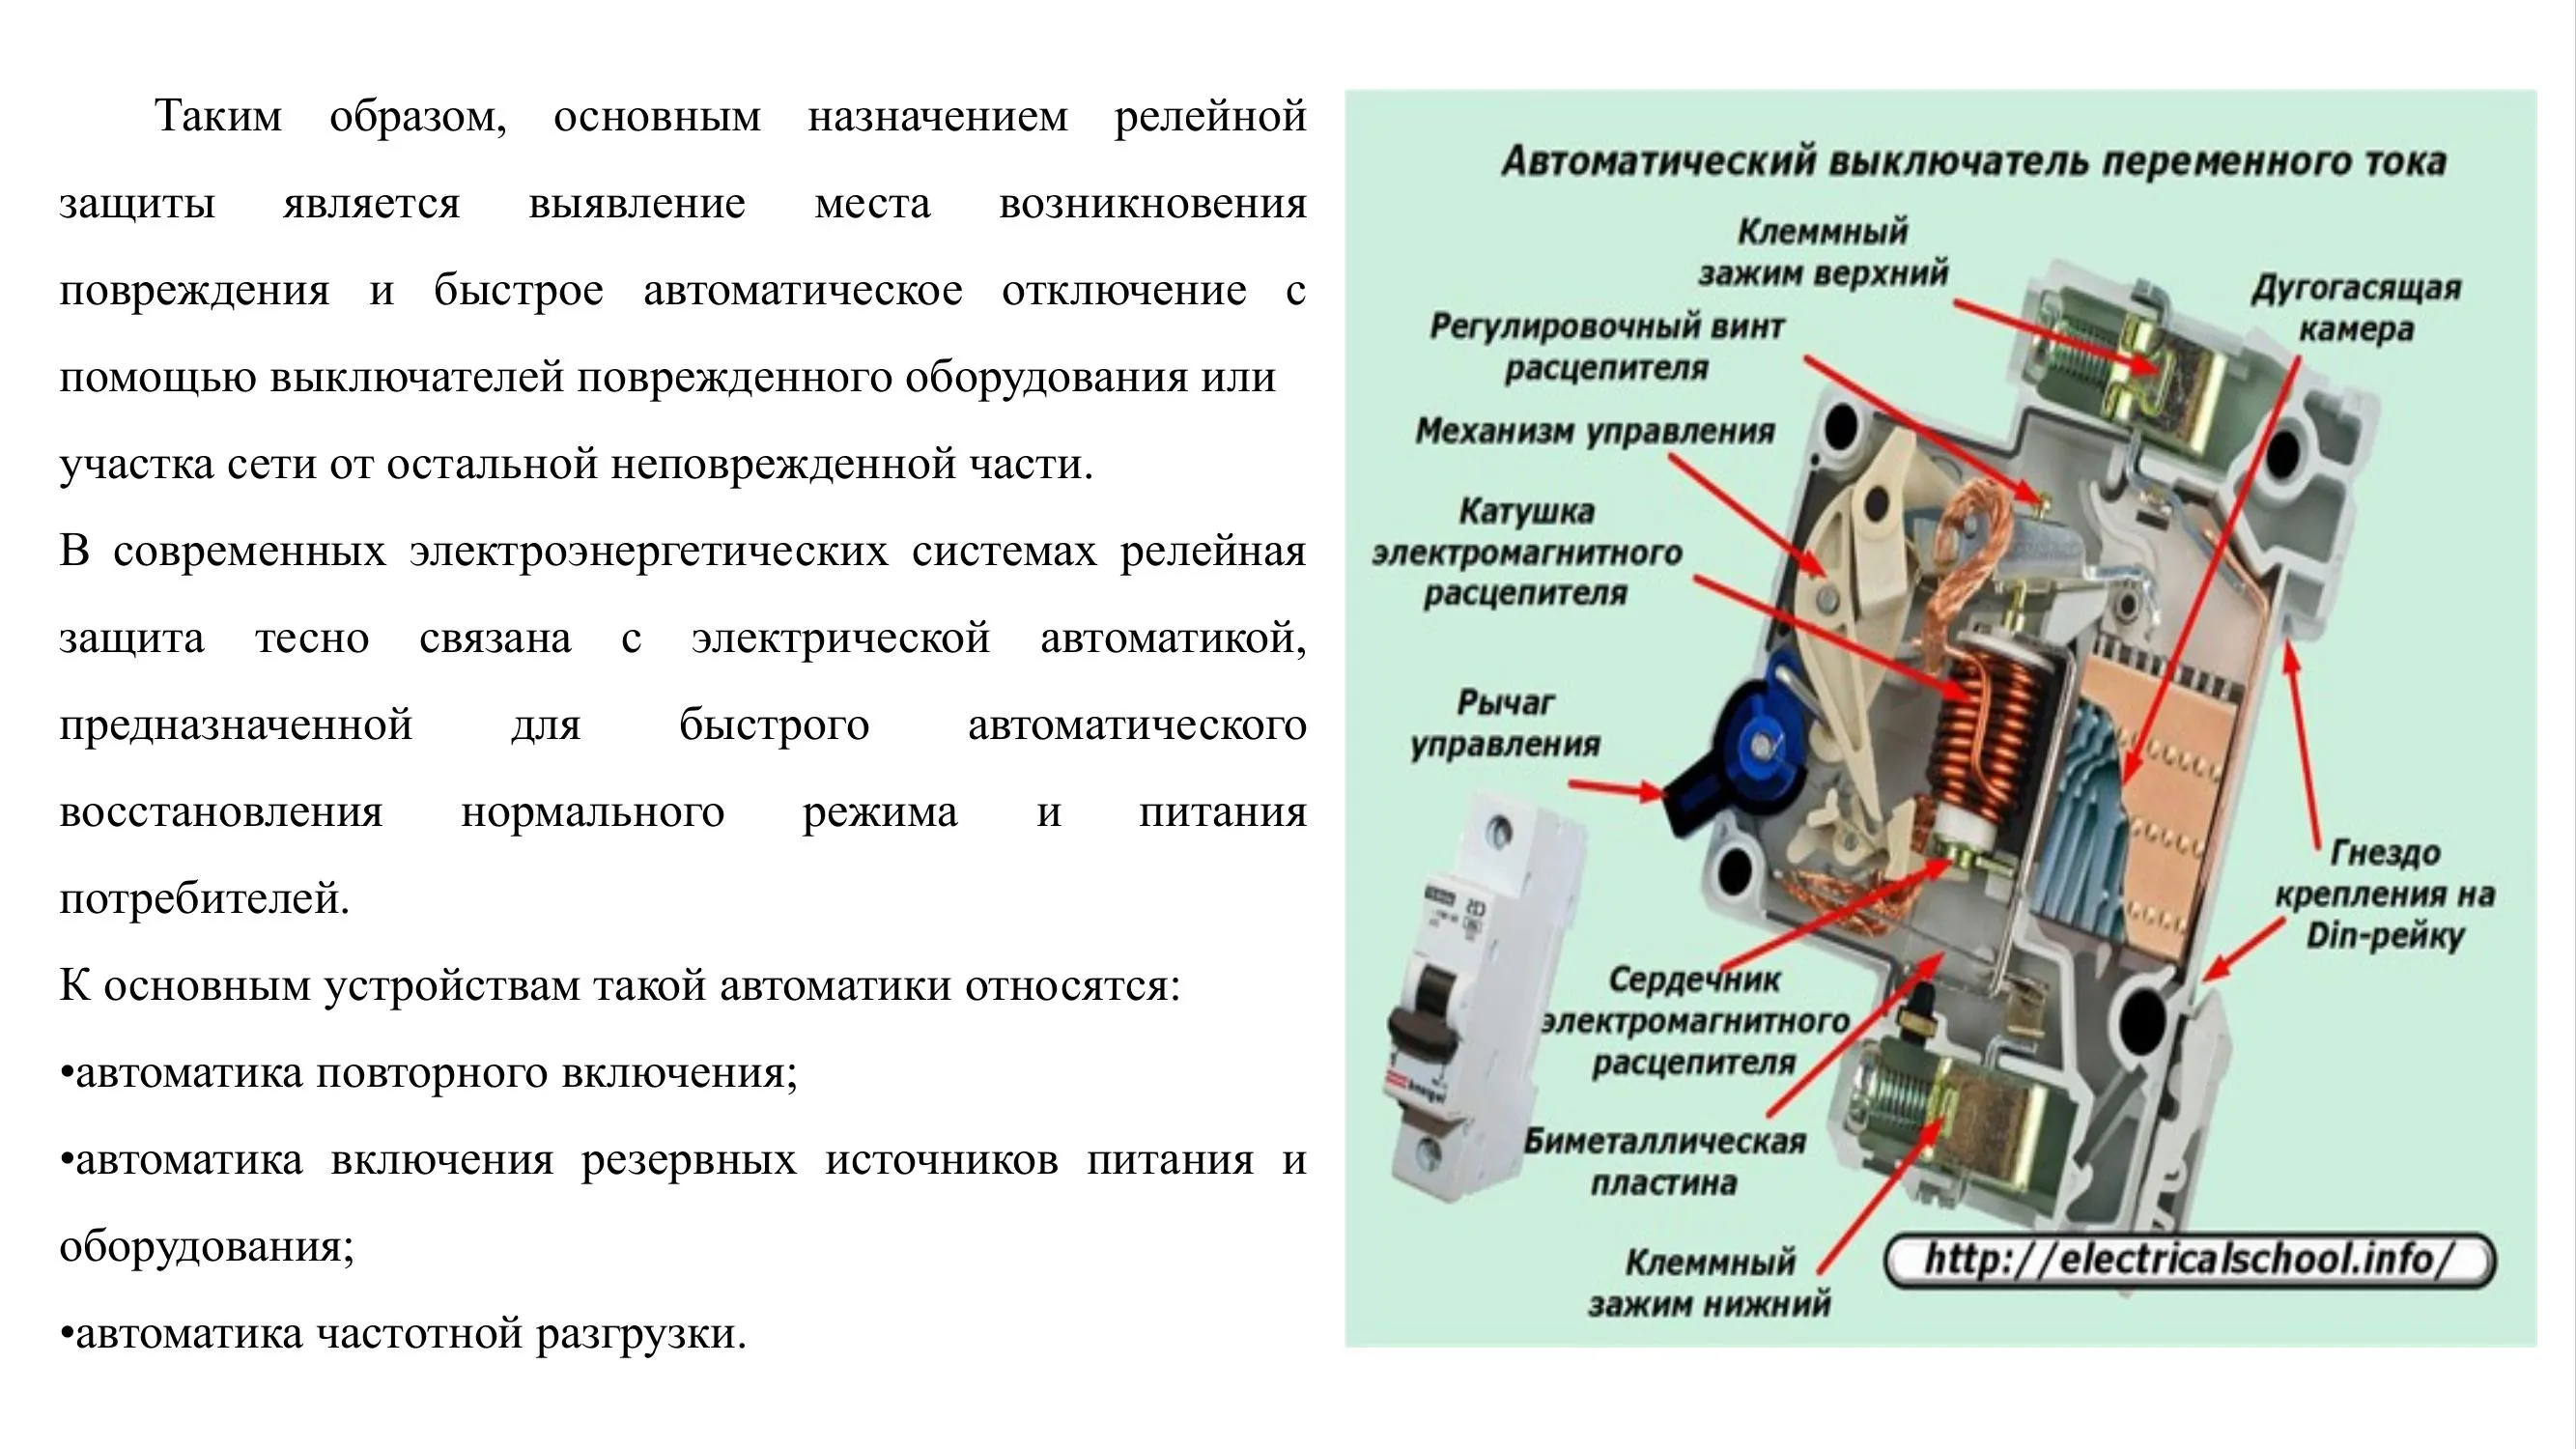 Таким образом, основным назначением релейной
защиты является выявление места возникновения
повреждения и быстрое автоматическое отключение с
помощью выключателей поврежденного оборудования или
участка сети от остальной неповрежденной части.
В современных электроэнергетических системах релейная
защита тесно связана с электрической автоматикой,
предназначенной для быстрого автоматического
восстановления нормального режима и питания
потребителей.
К основным устройствам такой автоматики относятся:
•автоматика повторного включения;
•автоматика включения резервных источников питания и
оборудования;
•автоматика частотной разгрузки.
Автоматический выключатель переменного тока
Клеммный
зажим верхний
Дугогасящая
камера
Регулировочный винт
расцепителя
Механизм управления
Катушка
электромагнитного
расцепителя
Рычаг
управления
Гнездо
крепления на
Din-рейку
Сердечник
электромагнитного
расцепителя
Биметаллическая
пластина
Клеммный
зажим нижний
http://electricalschool.info/